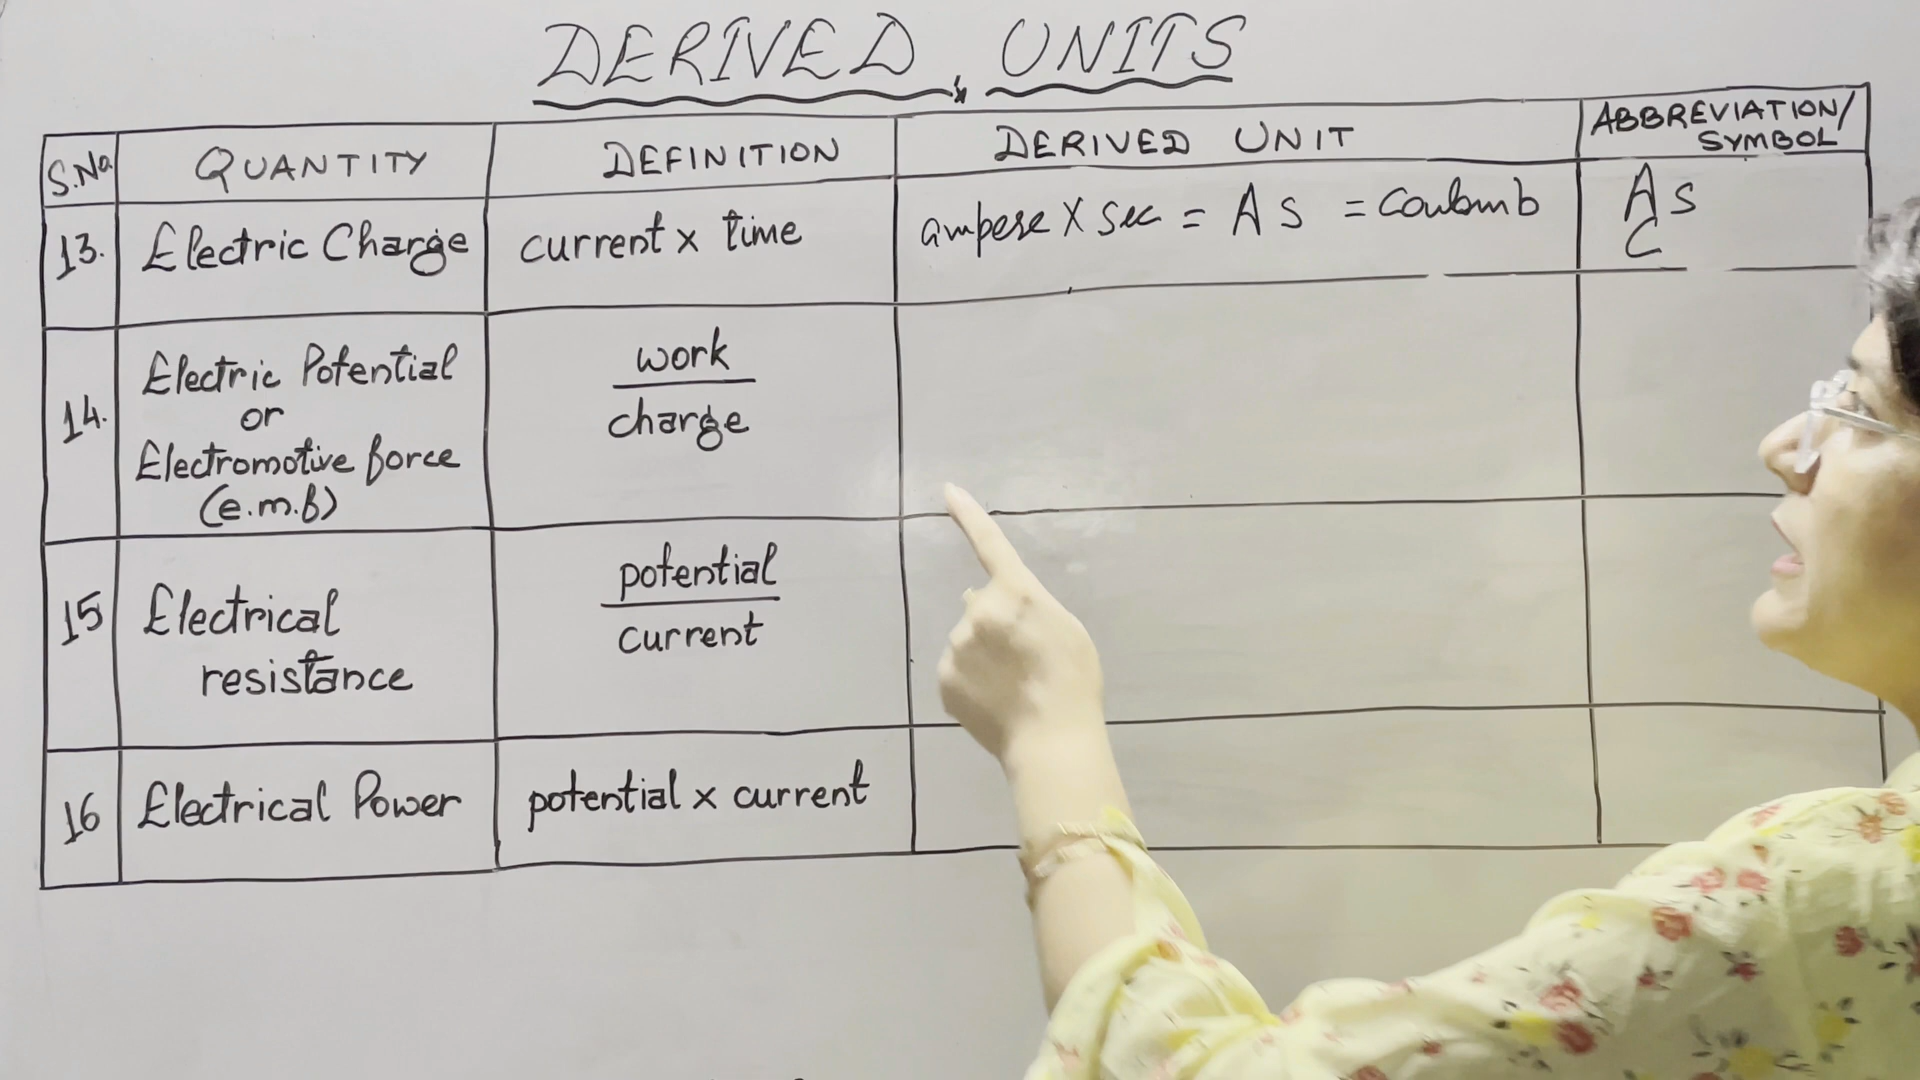 DERIVED UNITS
S.No. QUANTITY DEFINITION DERIVED UNIT ABBREVIATION/
SYMBOL
13. Electric Charge current x time ampere X sec = A s = Coulomb A s
C
14. Electric Potential
or
Electromotive force
(e.m.f)
work
charge
15 Electrical
resistance
potential
current
16 Electrical Power potential x current